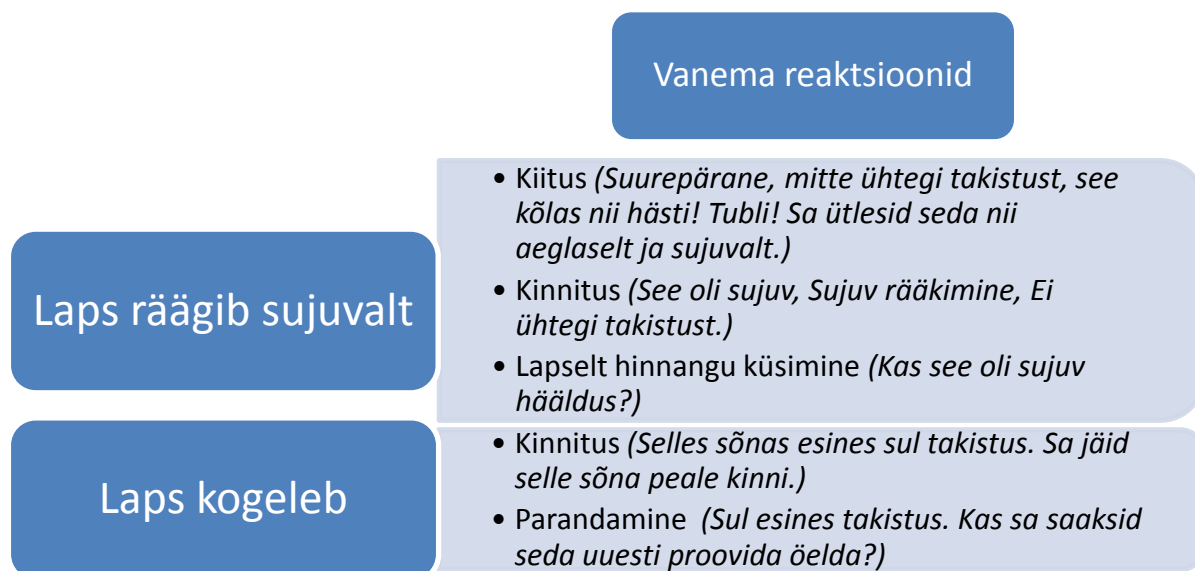 Vanema reaktsioonid
Laps räägib sujuvalt
• Kiitus (Suurepärane, mitte ühtegi takistust, see
kõlas nii hästi! Tubli! Sa ütlesid seda nii
aeglaselt ja sujuvalt.)
• Kinnitus (See oli sujuv, Sujuv rääkimine, Ei
ühtegi takistust.)
• Lapselt hinnangu küsimine (Kas see oli sujuv
hääldus?)
Laps kogeleb
• Kinnitus (Selles sõnas esines sul takistus. Sa jäid
selle sõna peale kinni.)
• Parandamine (Sul esines takistus. Kas sa saaksid
seda uuesti proovida öelda?)